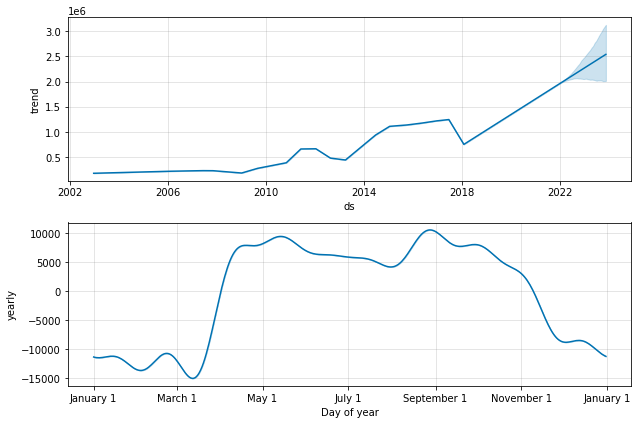 1e6
3.0
2.5
2.0
1.5
1.0
0.5
trend
2002 2006 2010 2014 2018 2022
ds
10000
5000
0
−5000
−10000
−15000
yearly
January 1 March 1 May 1 July 1 September 1 November 1 January 1
Day of year